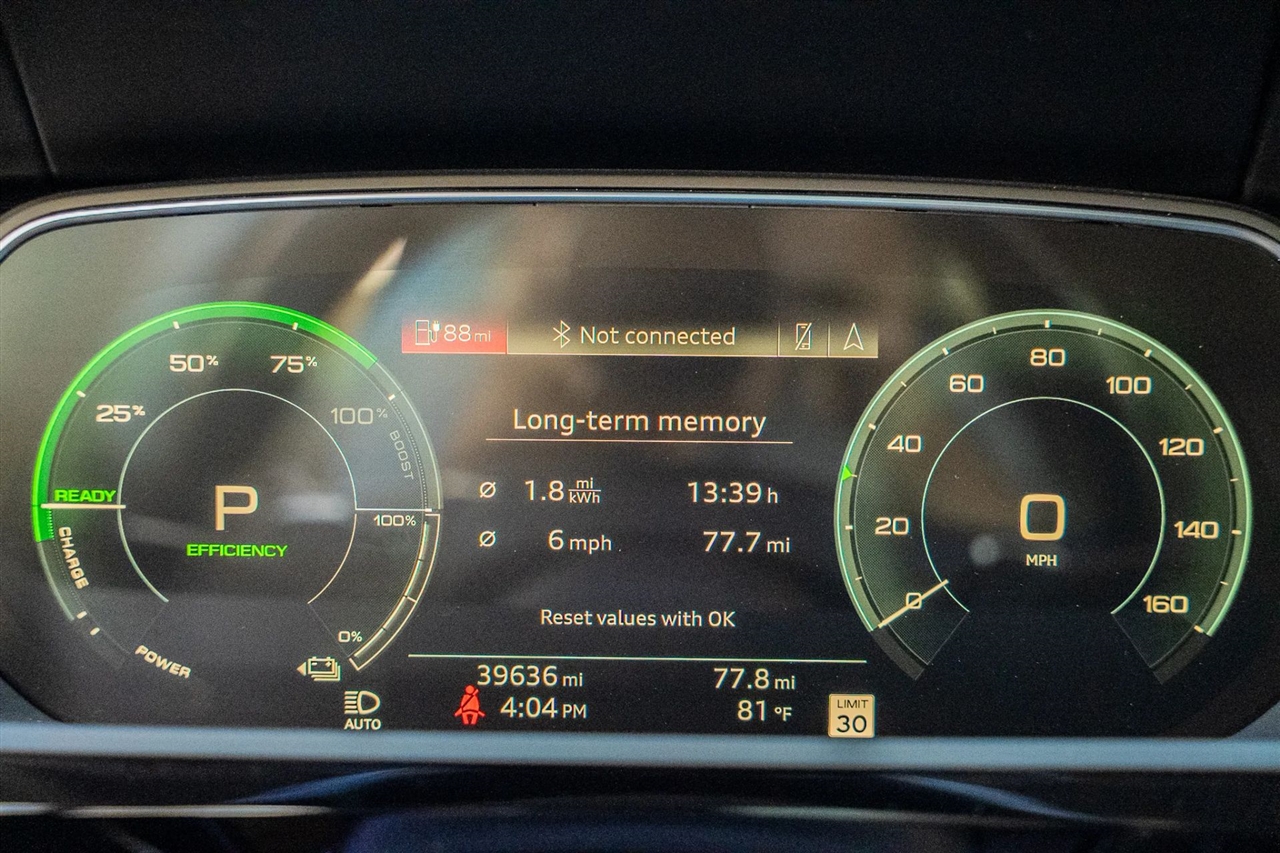 88 mi Not connected
50% 75%
25% 100%
BOOST
READY
P
EFFICIENCY
CHARGE
100%
0%
POWER
AUTO
Long-term memory
Ø 1.8 mi/kWh 13:39 h
Ø 6 mph 77.7 mi
Reset values with OK
39636 mi 77.8 mi
4:04 PM 81 °F
LIMIT
30
80
60 100
40 120
20 140
0 160
0
MPH